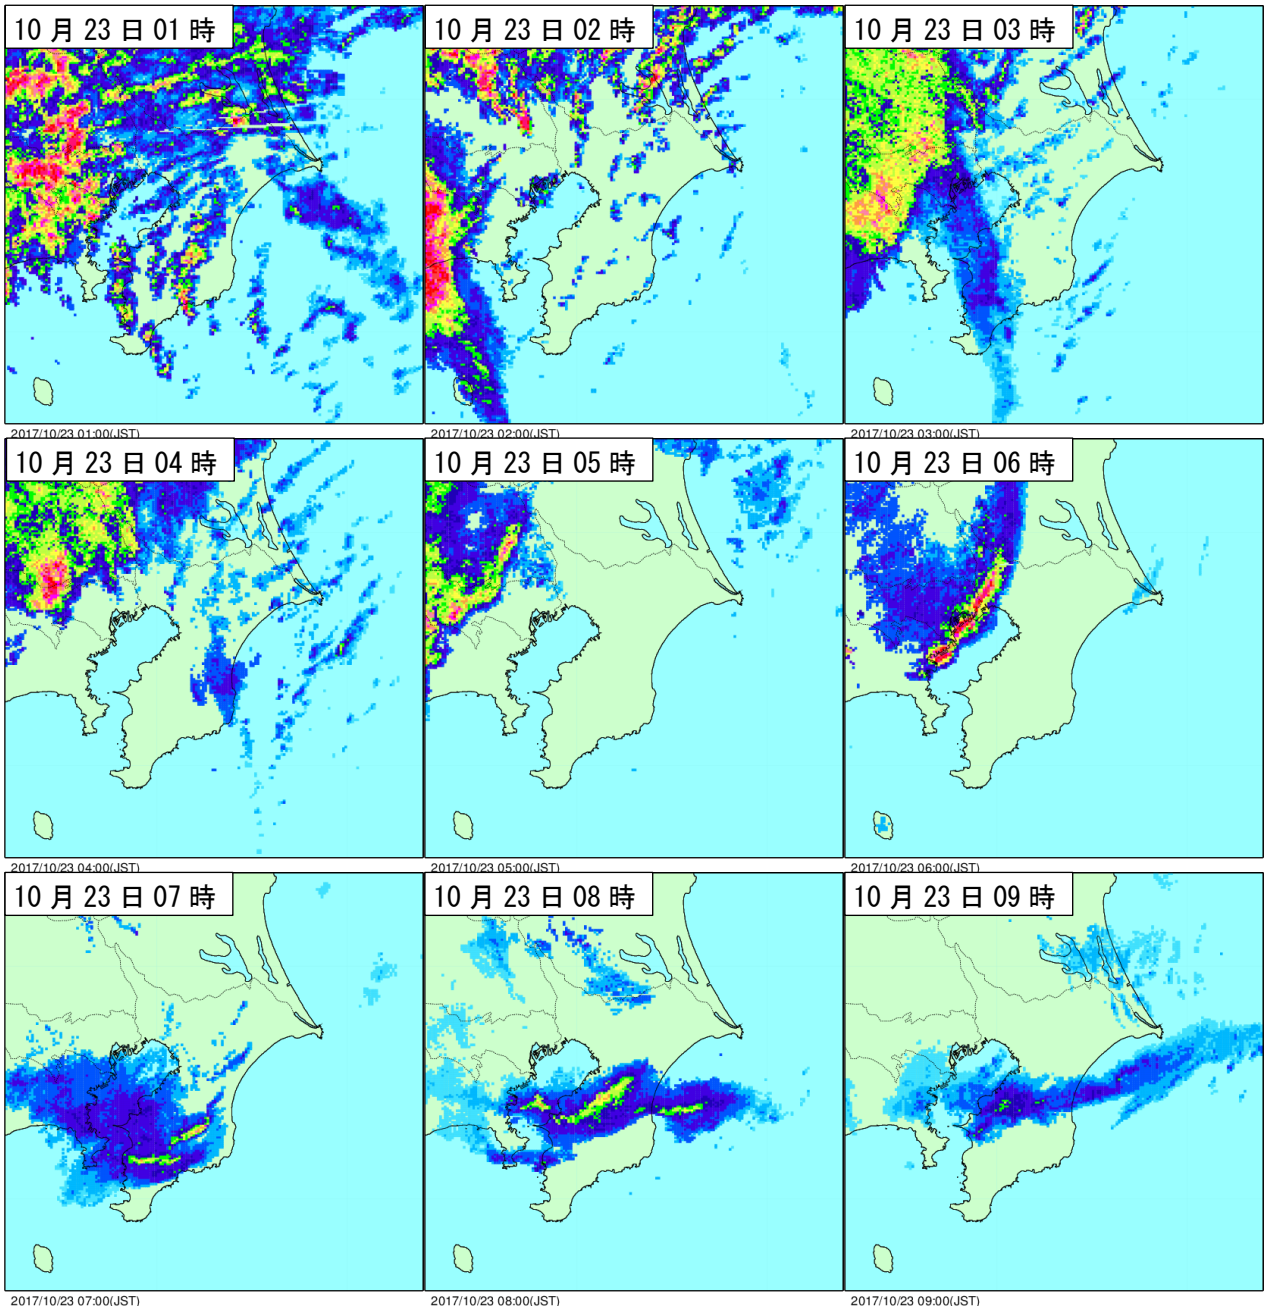 10 月 23 日 01 時
10 月 23 日 02 時
10 月 23 日 03 時
2017/10/23 01:00(JST)
2017/10/23 02:00(JST)
2017/10/23 03:00(JST)
10 月 23 日 04 時
10 月 23 日 05 時
10 月 23 日 06 時
2017/10/23 04:00(JST)
2017/10/23 05:00(JST)
2017/10/23 06:00(JST)
10 月 23 日 07 時
10 月 23 日 08 時
10 月 23 日 09 時
2017/10/23 07:00(JST)
2017/10/23 08:00(JST)
2017/10/23 09:00(JST)